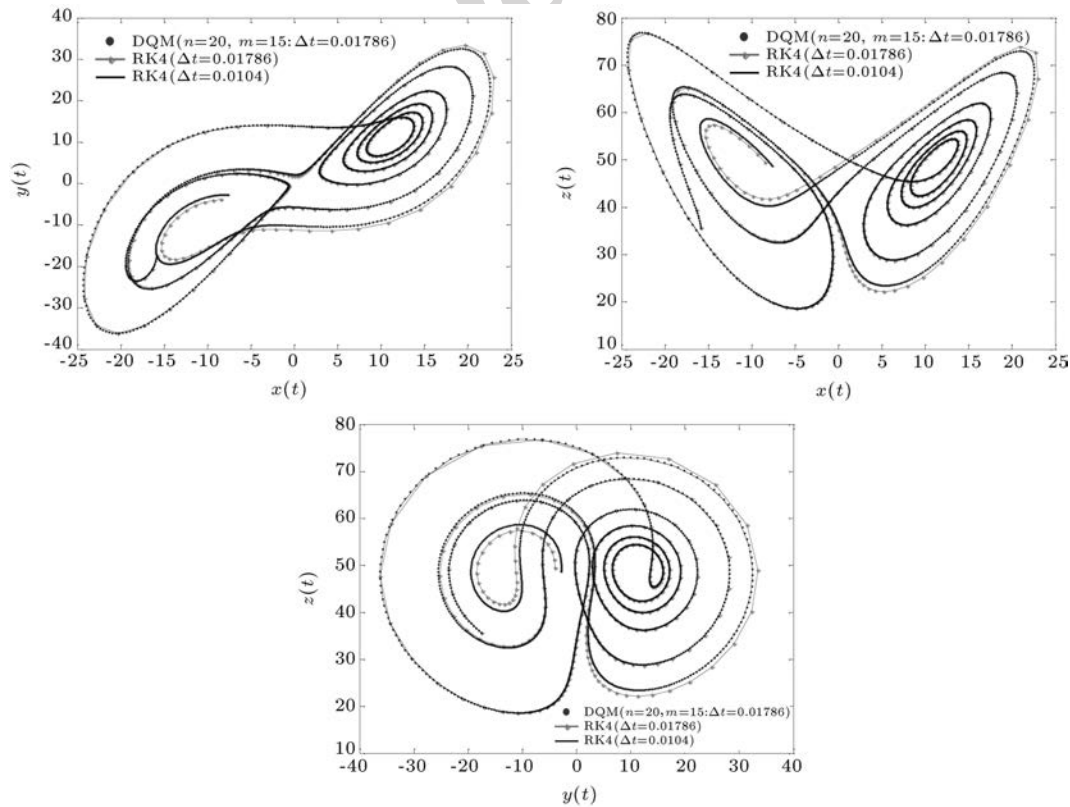 40
30
20
10
0
-10
-20
-30
-40
y(t)
DQM(n=20, m=15:Δt=0.01786)
RK4(Δt=0.01786)
RK4(Δt=0.0104)
-25 -20 -15 -10 -5 0 5 10 15 20 25
x(t)
80
70
60
50
40
30
20
10
z(t)
DQM(n=20, m=15:Δt=0.01786)
RK4(Δt=0.01786)
RK4(Δt=0.0104)
-25 -20 -15 -10 -5 0 5 10 15 20 25
x(t)
80
70
60
50
40
30
20
10
z(t)
DQM(n=20,m=15:Δt=0.01786)
RK4(Δt=0.01786)
RK4(Δt=0.0104)
-40 -30 -20 -10 0 10 20 30 40
y(t)